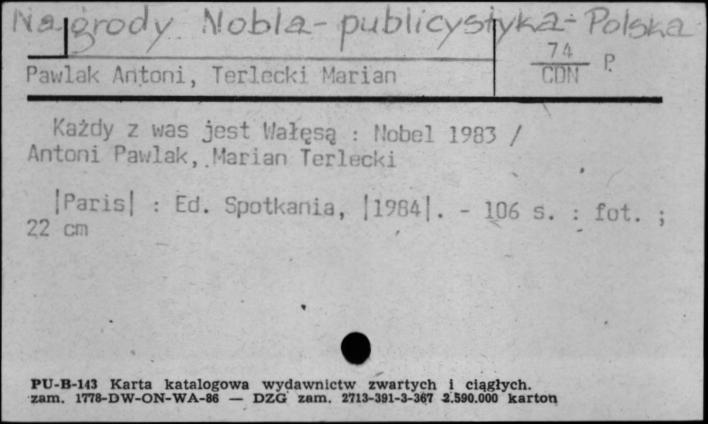 Nagrody Nobla - publicystyka - Polska
74
Pawlak Antoni, Terlecki Marian
CDN P.
Każdy z was jest Wałęsą : Nobel 1983 /
Antoni Pawlak, Marian Terlecki
|Paris| : Ed. Spotkania, |1984|. - 106 s. : fot. ;
22 cm
PU-B-143 Karta katalogowa wydawnictw zwartych i ciągłych.
zam. 1778-DW-ON-WA-86 — DZG zam. 2713-391-3-367 2.590.000 karton